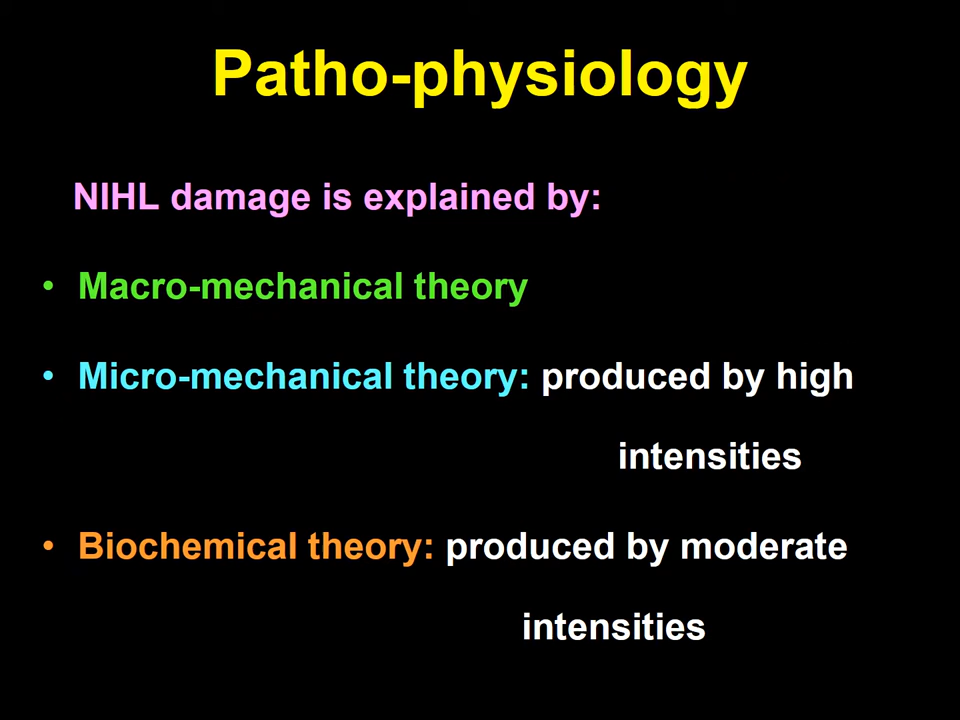 Patho-physiology
NIHL damage is explained by:
• Macro-mechanical theory
• Micro-mechanical theory: produced by high
intensities
• Biochemical theory: produced by moderate
intensities